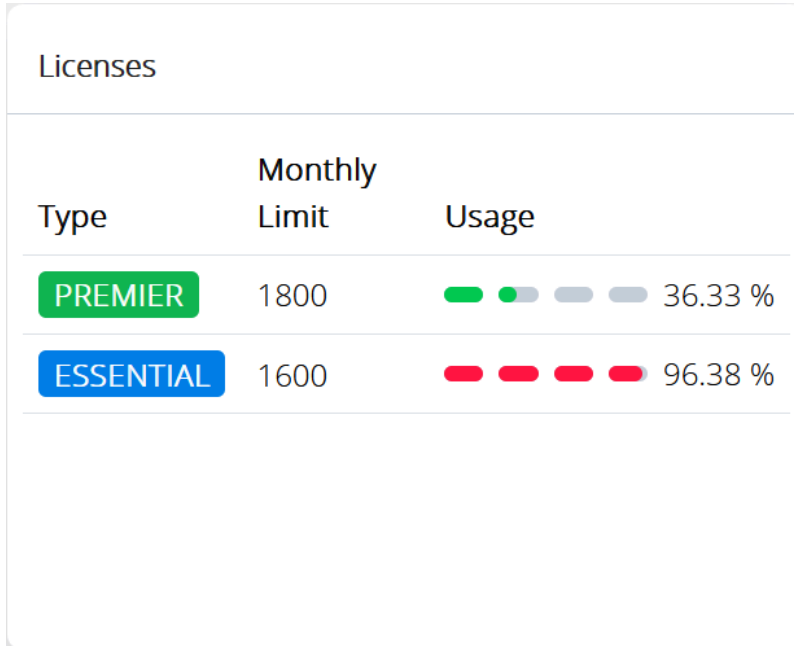 Licenses
Type Monthly Limit Usage
PREMIER 1800 36.33 %
ESSENTIAL 1600 96.38 %